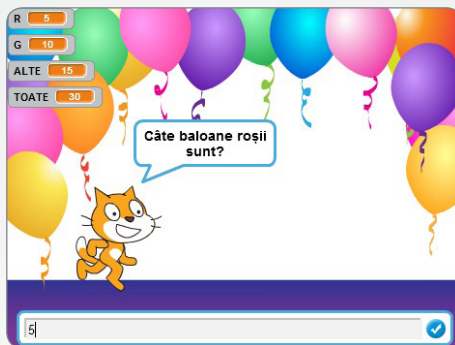 R 5
G 10
ALTE 15
TOATE 30
Câte baloane roșii
sunt?
5